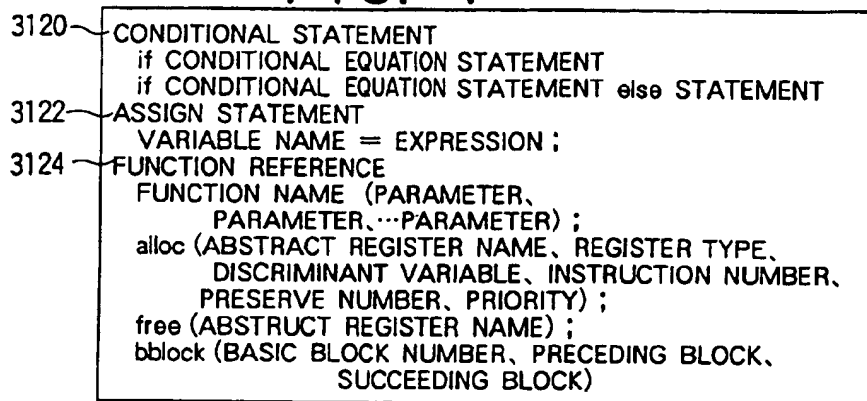 3120 CONDITIONAL STATEMENT
if CONDITIONAL EQUATION STATEMENT
if CONDITIONAL EQUATION STATEMENT else STATEMENT
3122 ASSIGN STATEMENT
VARIABLE NAME = EXPRESSION ;
3124 FUNCTION REFERENCE
FUNCTION NAME (PARAMETER、
PARAMETER、…PARAMETER) ;
alloc (ABSTRACT REGISTER NAME、REGISTER TYPE、
DISCRIMINANT VARIABLE、INSTRUCTION NUMBER、
PRESERVE NUMBER、PRIORITY) ;
free (ABSTRUCT REGISTER NAME) ;
bblock (BASIC BLOCK NUMBER、PRECEDING BLOCK、
SUCCEEDING BLOCK)